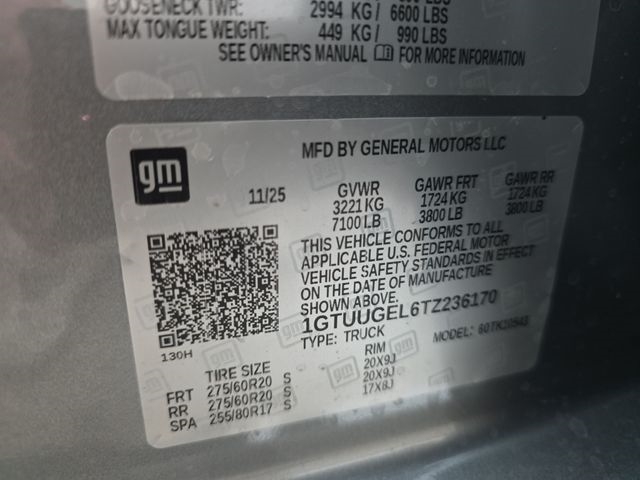 GOOSENECK TWR: 2994 KG/ 6600 LBS
MAX TONGUE WEIGHT: 449 KG/ 990 LBS
SEE OWNER'S MANUAL FOR MORE INFORMATION
gm
MFD BY GENERAL MOTORS LLC
11/25
GVWR GAWR FRT GAWR RR
3221 KG 1724 KG 1724 KG
7100 LB 3800 LB 3800 LB
THIS VEHICLE CONFORMS TO ALL
APPLICABLE U.S. FEDERAL MOTOR
VEHICLE SAFETY STANDARDS IN EFFECT
ON THE DATE OF MANUFACTURE
SHOWN ABOVE.
1GTUUGEL6TZ236170
TYPE: TRUCK MODEL:
130H
TIRE SIZE RIM
FRT 275/60R20 S 20X9J
RR 275/60R20 S 20X9J
SPA 255/80R17 S 17X8J